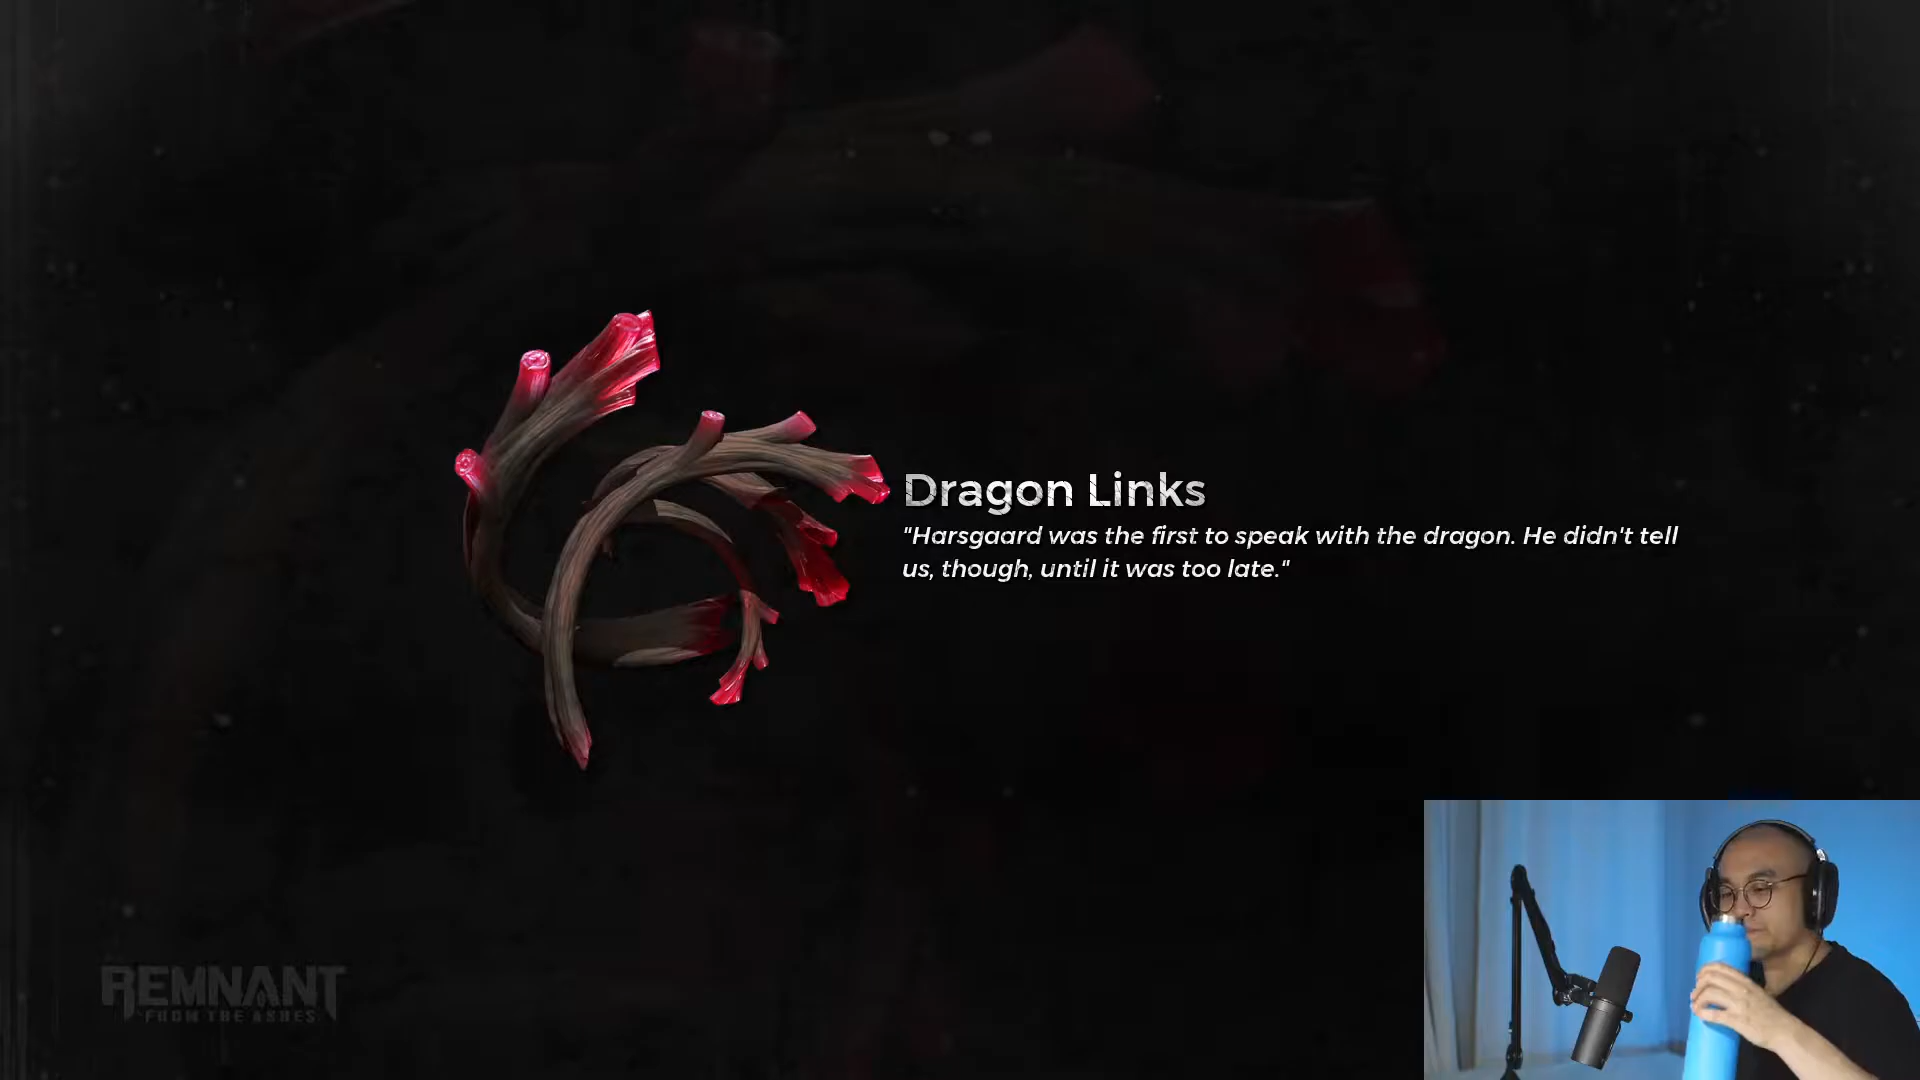 Dragon Links
"Harsgaard was the first to speak with the dragon. He didn't tell
us, though, until it was too late."
REMNANT
FROM THE ASHES